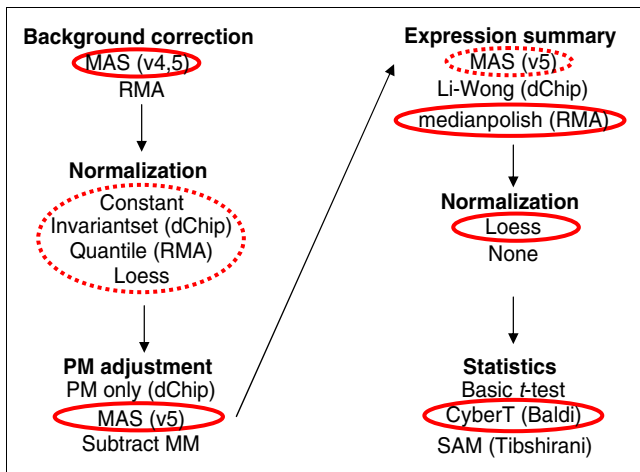 Background correction
MAS (v4,5)
RMA
Normalization
Constant
Invariantset (dChip)
Quantile (RMA)
Loess
PM adjustment
PM only (dChip)
MAS (v5)
Subtract MM
Expression summary
MAS (v5)
Li-Wong (dChip)
medianpolish (RMA)
Normalization
Loess
None
Statistics
Basic t-test
CyberT (Baldi)
SAM (Tibshirani)